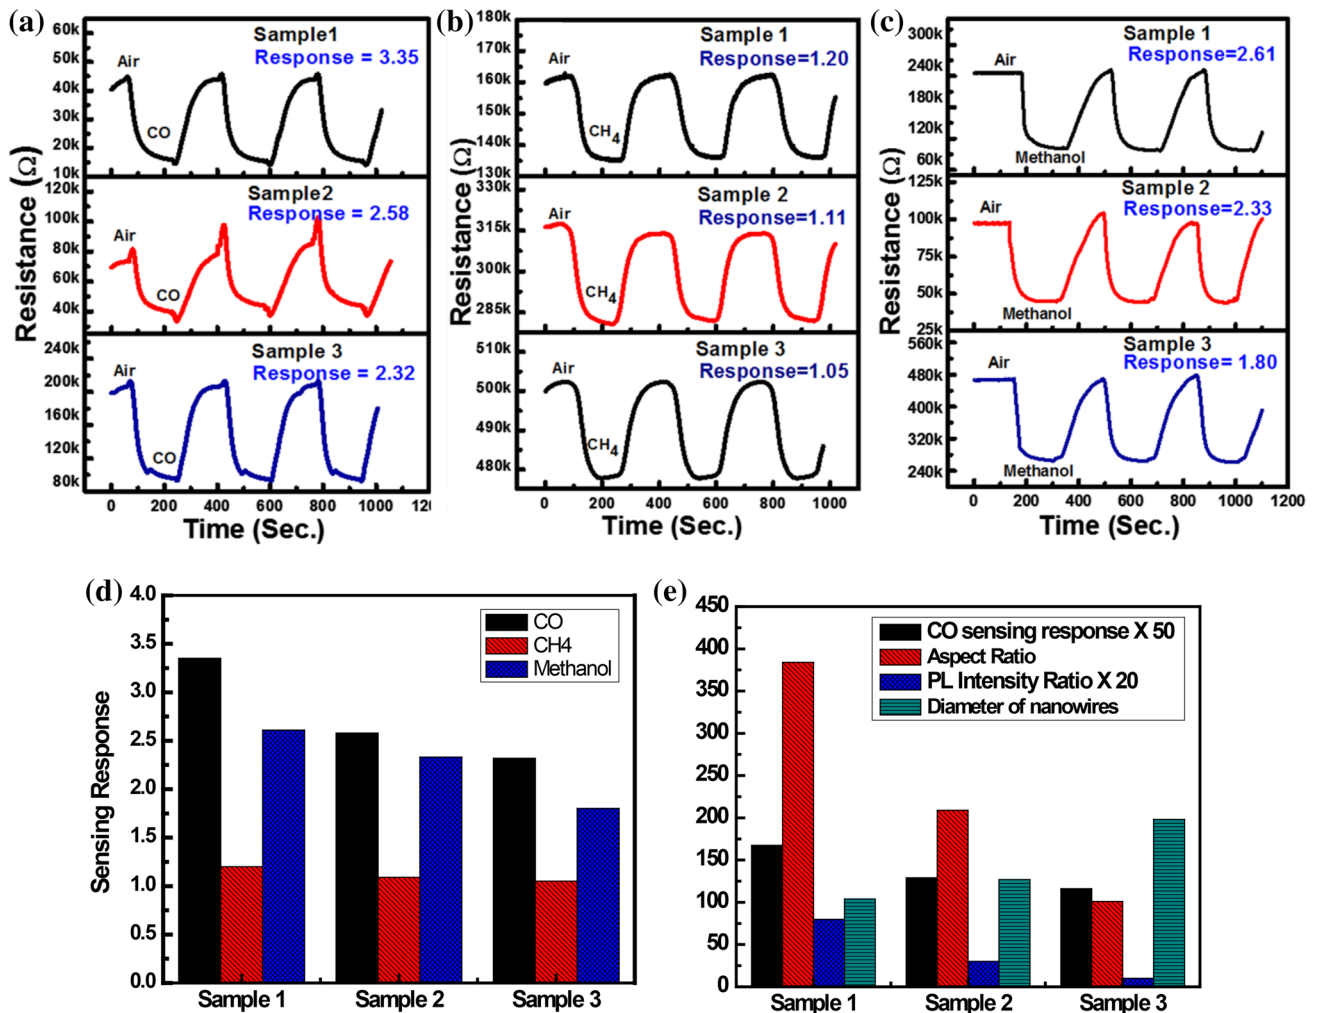 (a)
Resistance (Ω)
60k
50k
40k
30k
20k
10k
Sample1
Response = 3.35
Air
CO
120k
100k
80k
60k
40k
Sample2
Response = 2.58
Air
CO
240k
200k
160k
120k
80k
Sample 3
Response = 2.32
Air
CO
0 200 400 600 800 1000
Time (Sec.)
(b)
Resistance (Ω)
180k
170k
160k
150k
140k
130k
Sample 1
Response=1.20
Air
CH4
330k
315k
300k
285k
Sample 2
Response=1.11
Air
CH4
510k
500k
490k
480k
Sample 3
Response=1.05
Air
CH4
0 200 400 600 800 1000
Time (Sec.)
(c)
Resistance (Ω)
300k
240k
180k
120k
60k
Sample 1
Response=2.61
Air
Methanol
125k
100k
75k
50k
25k
Sample 2
Response=2.33
Air
Methanol
560k
480k
400k
320k
240k
Sample 3
Response= 1.80
Air
Methanol
0 200 400 600 800 1000 1200
Time (Sec.)
(d)
Sensing Response
4.0
3.5
3.0
2.5
2.0
1.5
1.0
0.5
0.0
CO
CH4
Methanol
Sample 1 Sample 2 Sample 3
(e)
450
400
350
300
250
200
150
100
50
0
CO sensing response X 50
Aspect Ratio
PL Intensity Ratio X 20
Diameter of nanowires
Sample 1 Sample 2 Sample 3